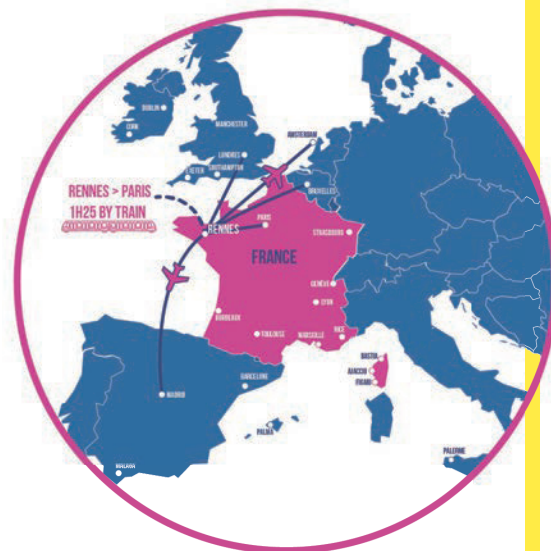 DUBLIN
CORK
MANCHESTER
LONDRES
EXETER
SOUTHAMPTON
AMSTERDAM
BRUXELLES
RENNES > PARIS
1H25 BY TRAIN
RENNES
PARIS
STRASBOURG
FRANCE
GENÈVE
LYON
BORDEAUX
TOULOUSE
MARSEILLE
NICE
BASTIA
AJACCIO
FIGARI
BARCELONE
MADRID
PALMA
PALERME
MALAGA